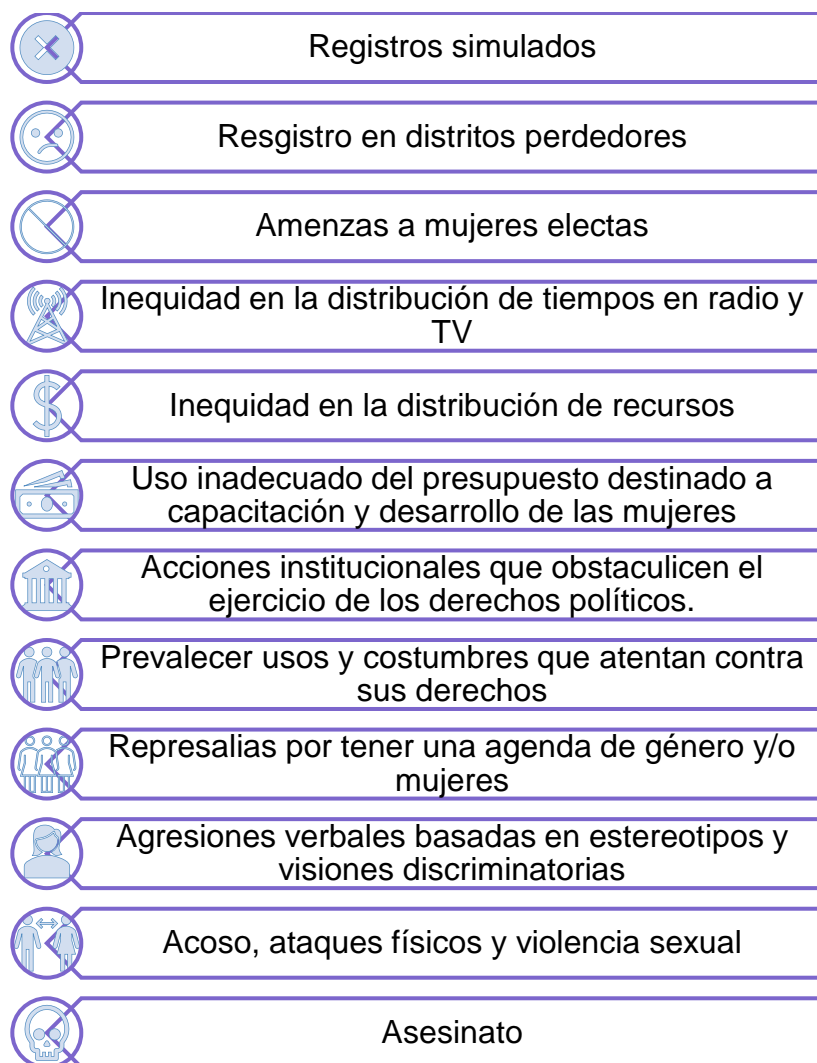 Registros simulados
Resgistro en distritos perdedores
Amenzas a mujeres electas
Inequidad en la distribución de tiempos en radio y
TV
Inequidad en la distribución de recursos
Uso inadecuado del presupuesto destinado a
capacitación y desarrollo de las mujeres
Acciones institucionales que obstaculicen el
ejercicio de los derechos políticos.
Prevalecer usos y costumbres que atentan contra
sus derechos
Represalias por tener una agenda de género y/o
mujeres
Agresiones verbales basadas en estereotipos y
visiones discriminatorias
Acoso, ataques físicos y violencia sexual
Asesinato